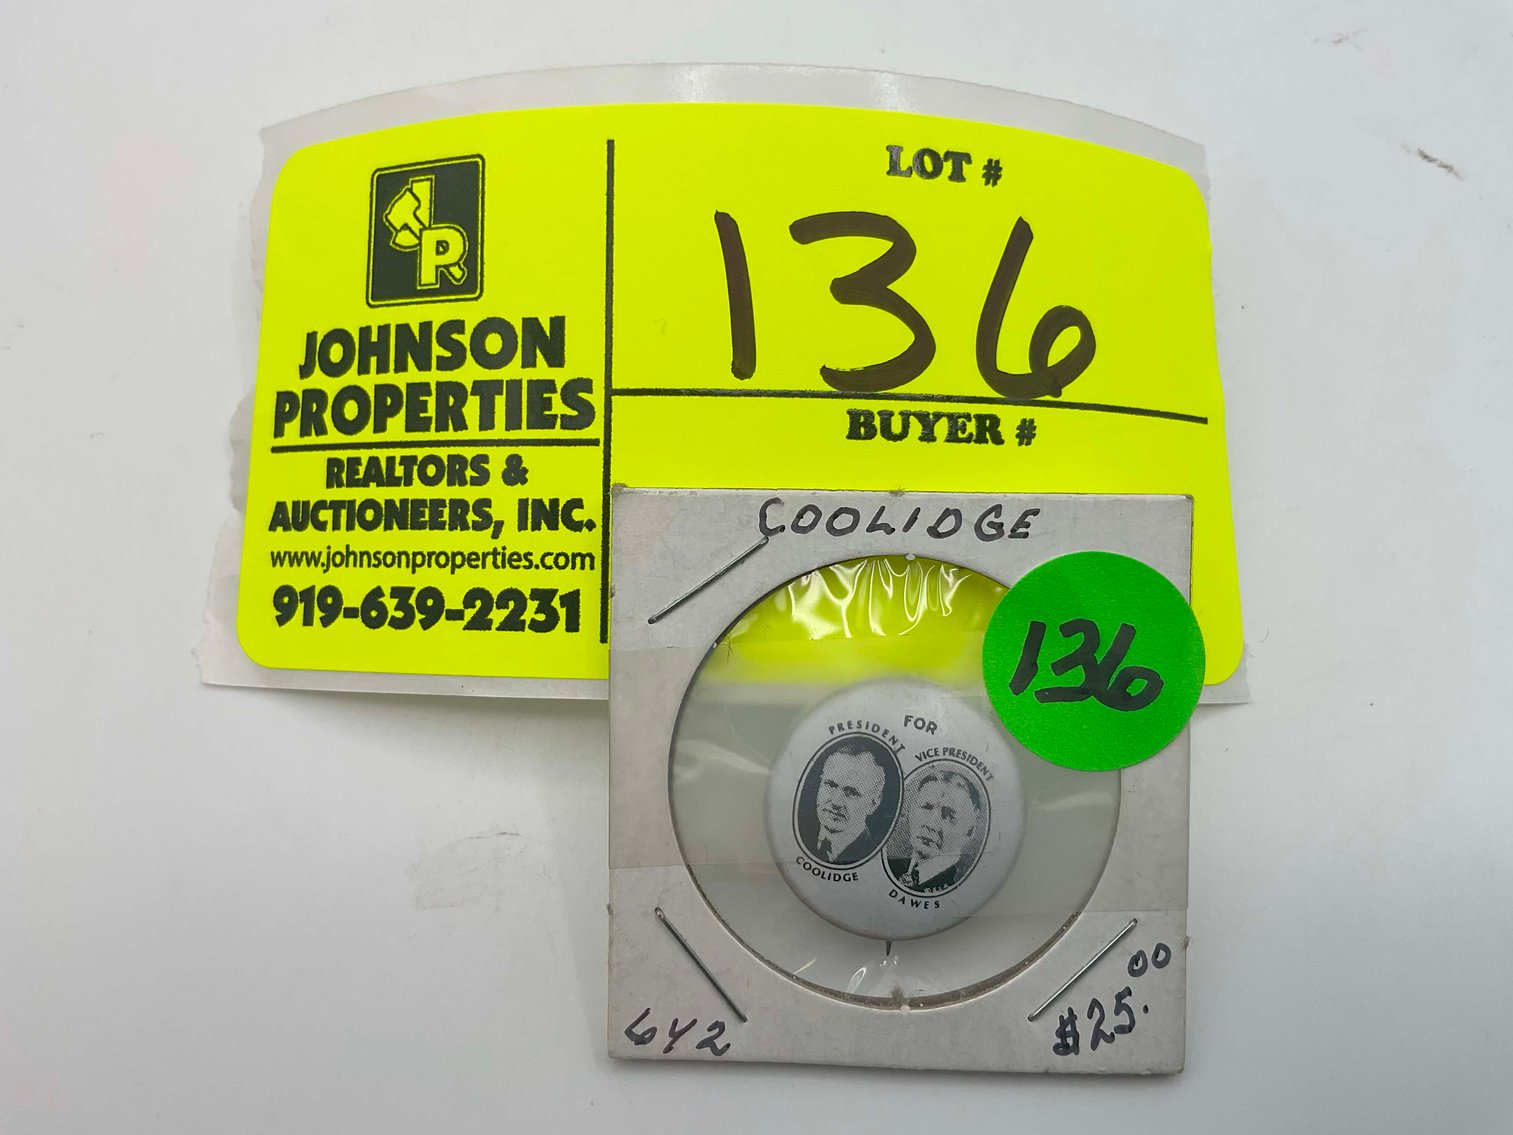 JP
JOHNSON
PROPERTIES
REALTORS &
AUCTIONEERS, INC.
www.johnsonproperties.com
919-639-2231
LOT #
136
BUYER #
COOLIDGE
136
FOR
PRESIDENT
VICE PRESIDENT
COOLIDGE
DAWES
642
$25.00